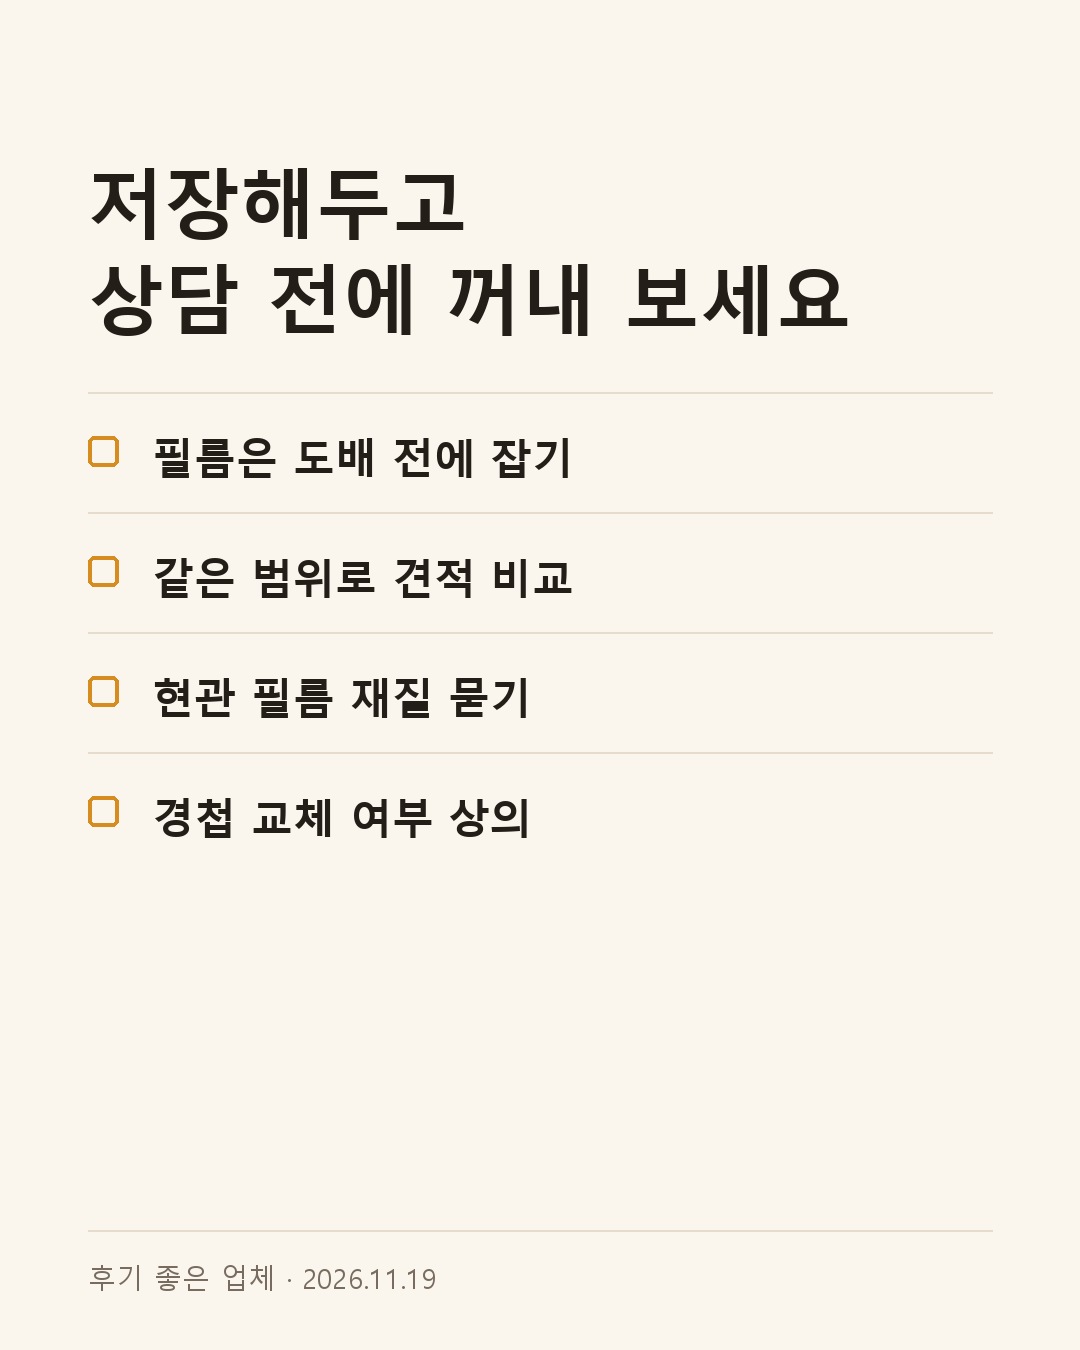 저장해두고
상담 전에 꺼내 보세요
필름은 도배 전에 잡기
같은 범위로 견적 비교
현관 필름 재질 묻기
경첩 교체 여부 상의
후기 좋은 업체 · 2026.11.19